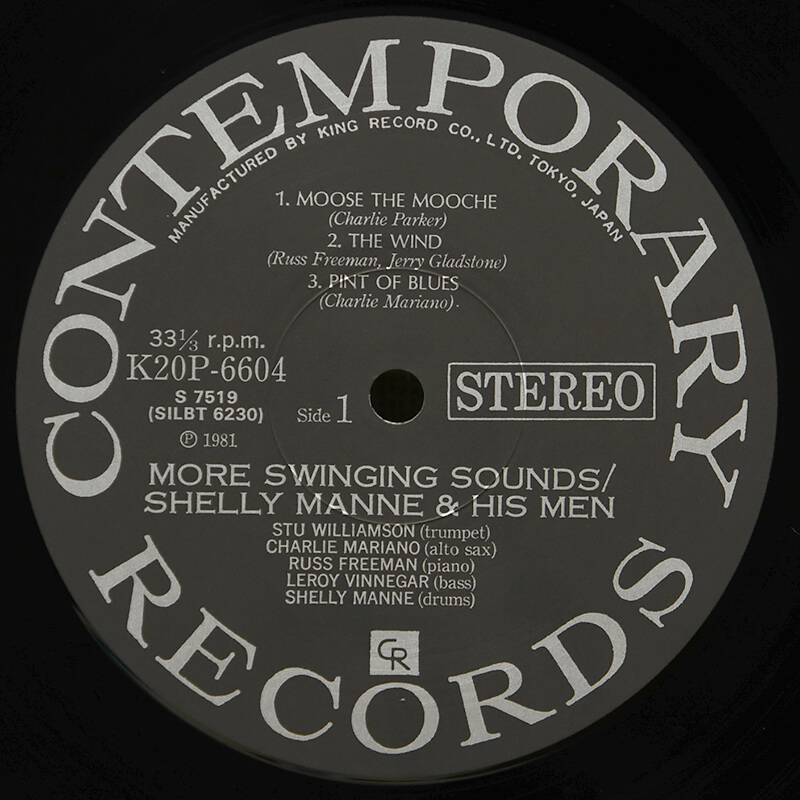 CONTEMPORARY
MANUFACTURED BY KING RECORD CO., LTD. TOKYO, JAPAN
1. MOOSE THE MOOCHE
(Charlie Parker)
2. THE WIND
(Russ Freeman, Jerry Gladstone)
3. PINT OF BLUES
(Charlie Mariano).
33⅓ r.p.m.
K20P-6604
S 7519
(SILBT 6230)
℗ 1981
Side 1
STEREO
MORE SWINGING SOUNDS/
SHELLY MANNE & HIS MEN
STU WILLIAMSON (trumpet)
CHARLIE MARIANO (alto sax)
RUSS FREEMAN (piano)
LEROY VINNEGAR (bass)
SHELLY MANNE (drums)
CR
RECORDS